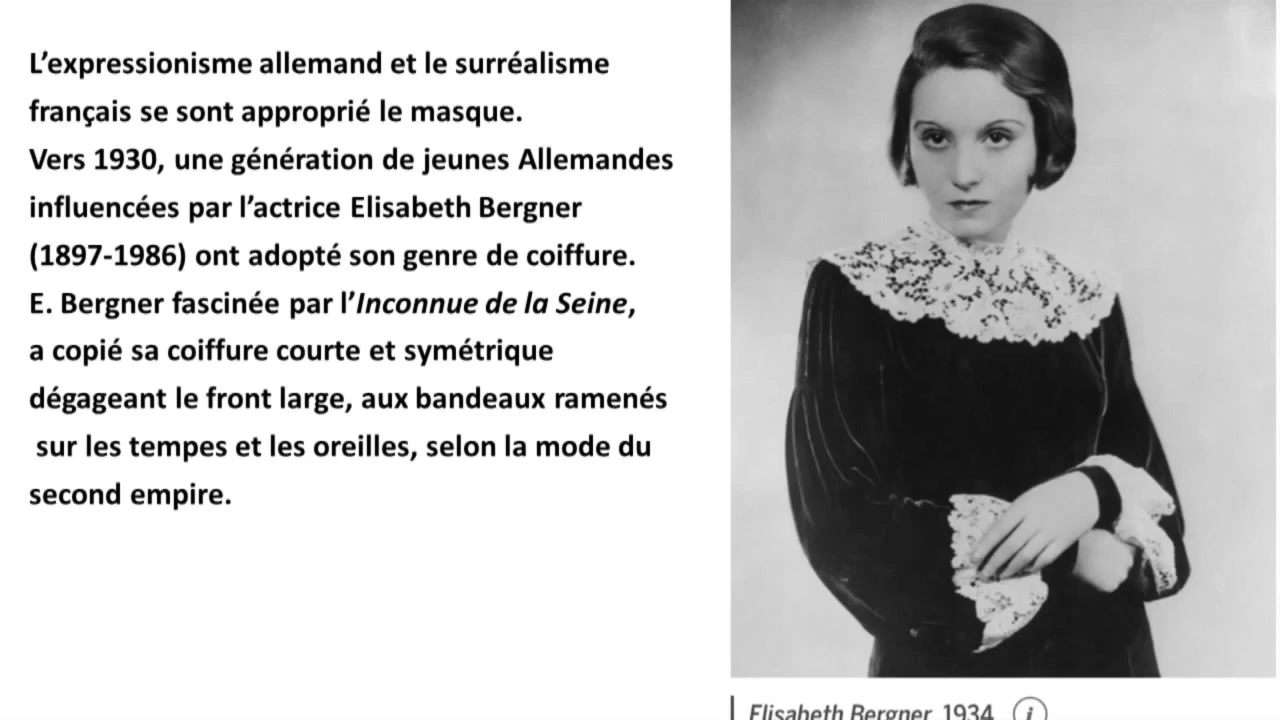 L’expressionisme allemand et le surréalisme
français se sont approprié le masque.
Vers 1930, une génération de jeunes Allemandes
influencées par l’actrice Elisabeth Bergner
(1897-1986) ont adopté son genre de coiffure.
E. Bergner fascinée par l’Inconnue de la Seine,
a copié sa coiffure courte et symétrique
dégageant le front large, aux bandeaux ramenés
sur les tempes et les oreilles, selon la mode du
second empire.
Elisabeth Bergner, 1934 i